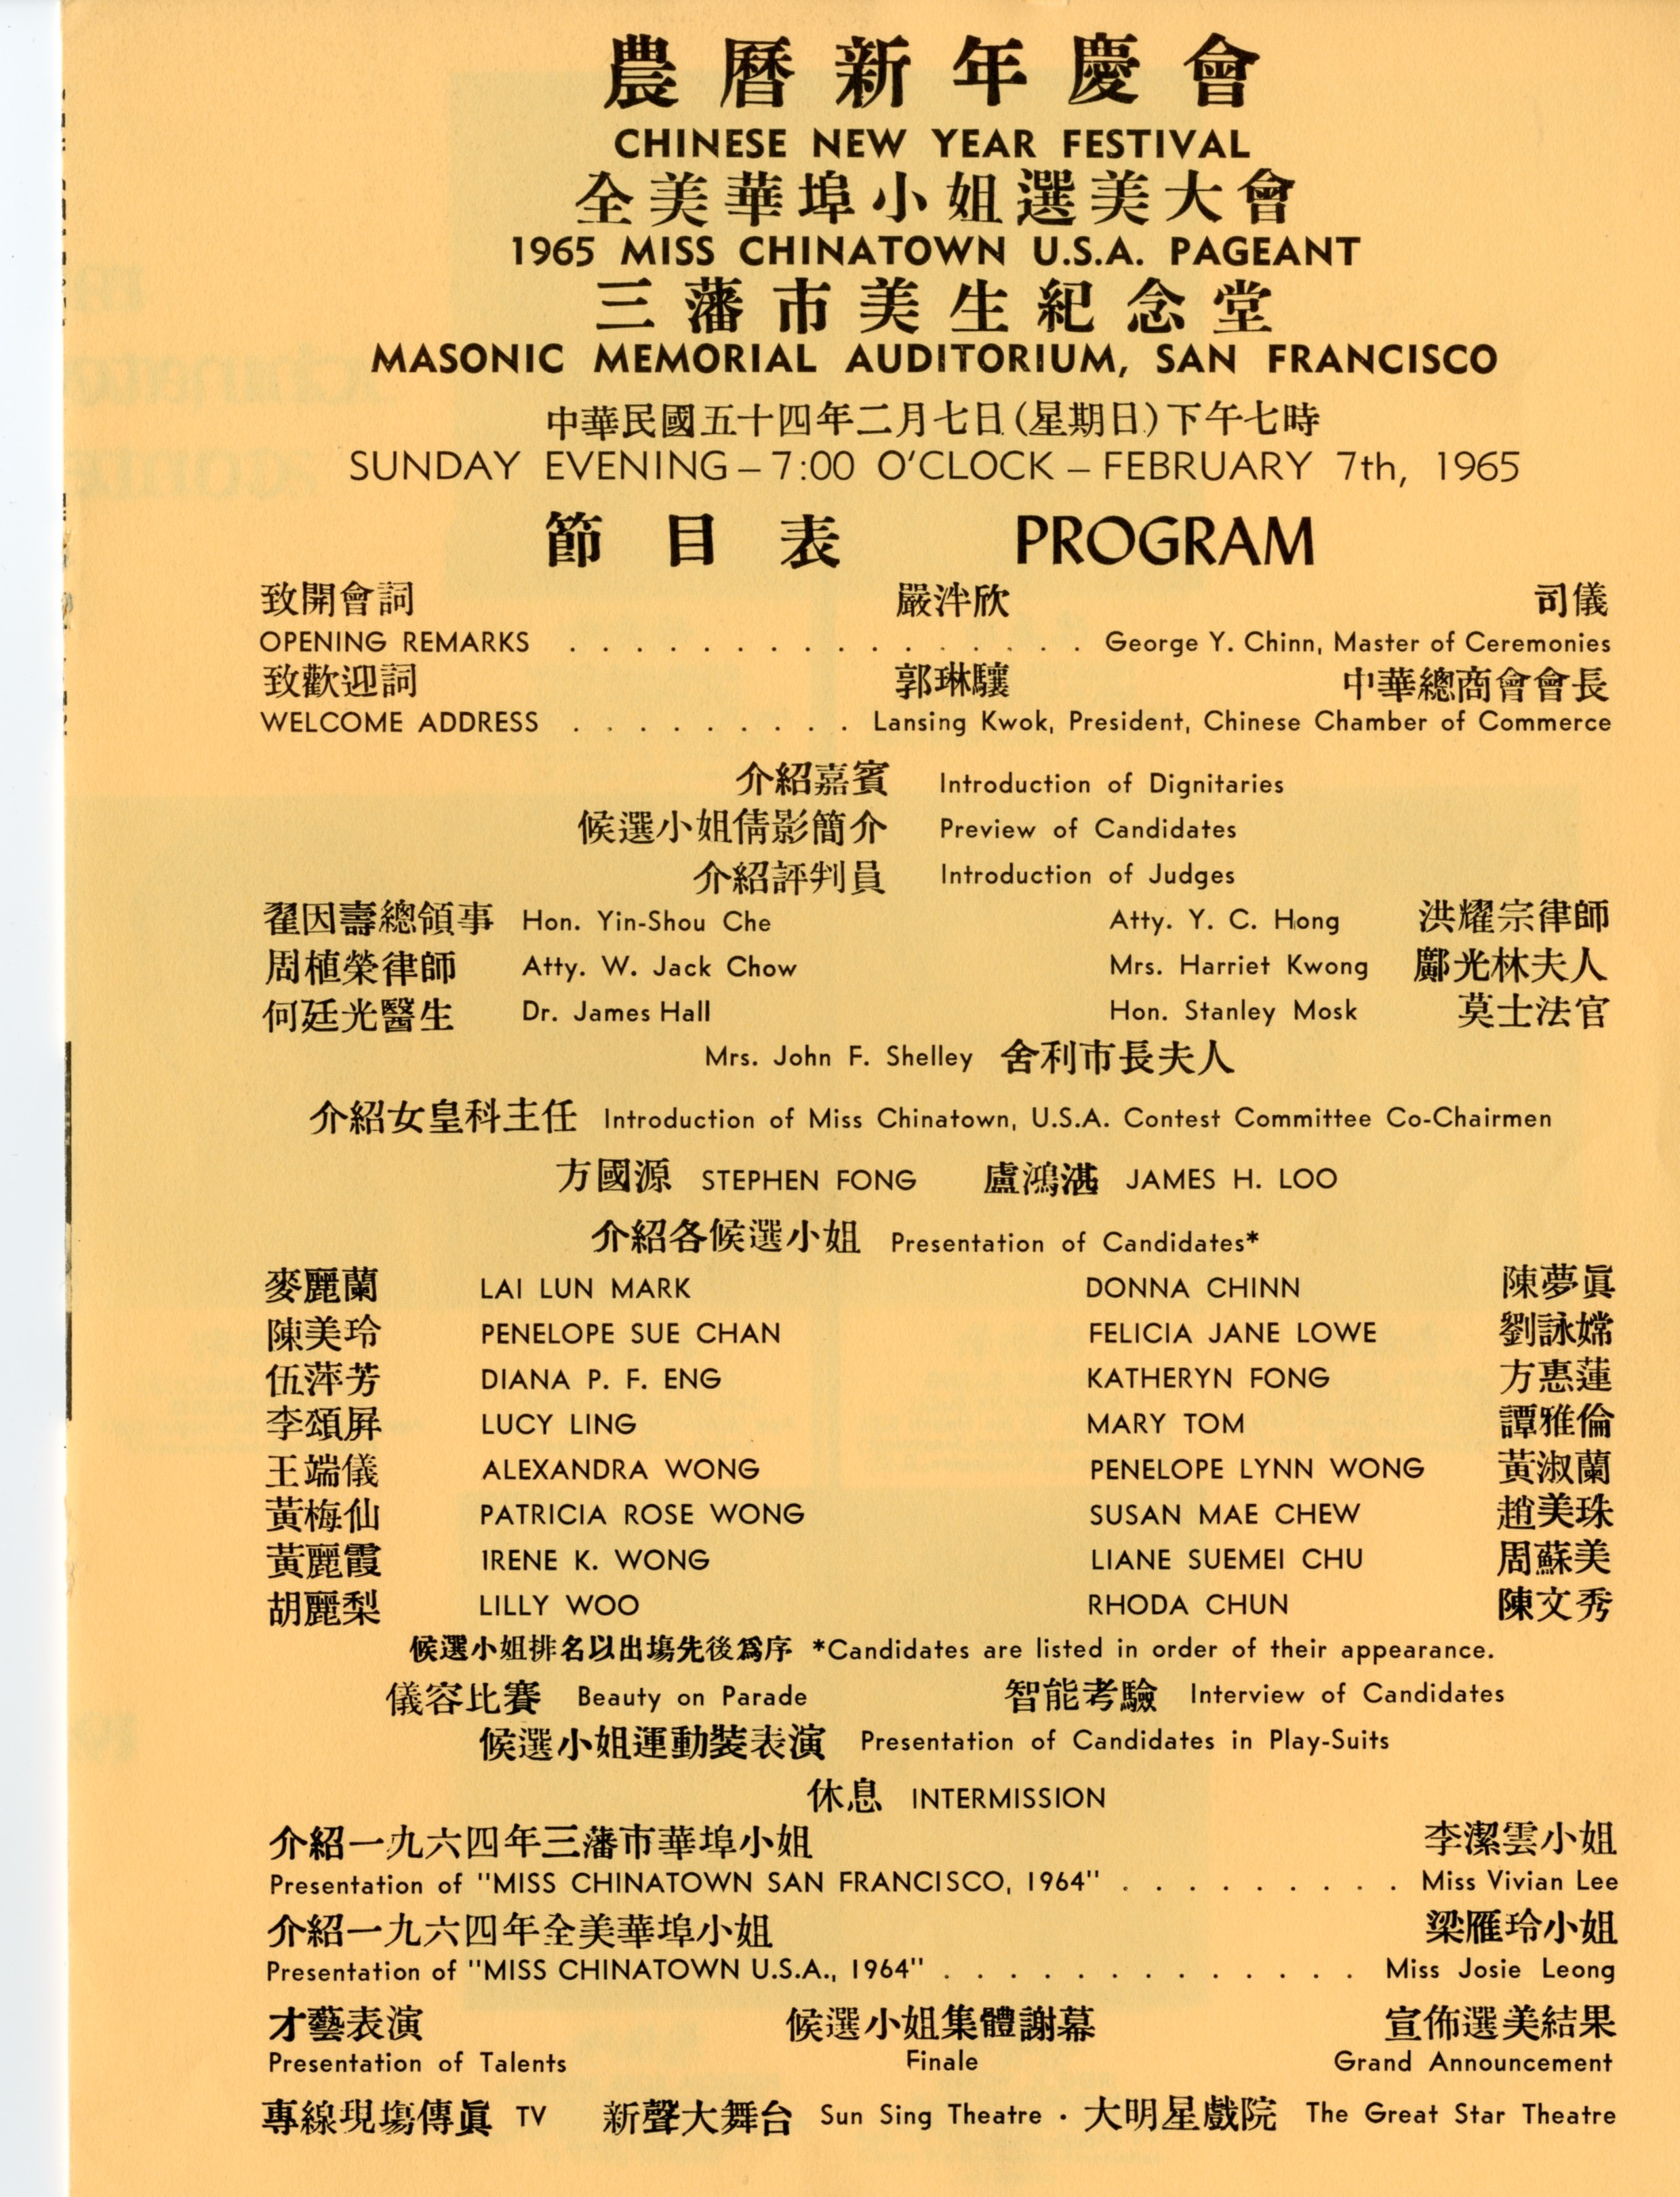 農曆新年慶會
CHINESE NEW YEAR FESTIVAL
全美華埠小姐選美大會
1965 MISS CHINATOWN U.S.A. PAGEANT
三藩市美生紀念堂
MASONIC MEMORIAL AUDITORIUM, SAN FRANCISCO
中華民國五十四年二月七日(星期日)下午七時
SUNDAY EVENING – 7:00 O'CLOCK – FEBRUARY 7th, 1965
節目表 PROGRAM
致開會詞 嚴泮欣 司儀
OPENING REMARKS . . . . . . . . . . . . . . . . . . . . George Y. Chinn, Master of Ceremonies
致歡迎詞 郭琳驤 中華總商會會長
WELCOME ADDRESS . . . . . . . . . Lansing Kwok, President, Chinese Chamber of Commerce
介紹嘉賓 Introduction of Dignitaries
候選小姐倩影簡介 Preview of Candidates
介紹評判員 Introduction of Judges
翟因壽總領事 Hon. Yin-Shou Che Atty. Y. C. Hong 洪耀宗律師
周植榮律師 Atty. W. Jack Chow Mrs. Harriet Kwong 鄺光林夫人
何廷光醫生 Dr. James Hall Hon. Stanley Mosk 莫士法官
Mrs. John F. Shelley 舍利市長夫人
介紹女皇科主任 Introduction of Miss Chinatown, U.S.A. Contest Committee Co-Chairmen
方國源 STEPHEN FONG 盧鴻湛 JAMES H. LOO
介紹各候選小姐 Presentation of Candidates*
麥麗蘭 LAI LUN MARK DONNA CHINN 陳夢眞
陳美玲 PENELOPE SUE CHAN FELICIA JANE LOWE 劉詠嫦
伍萍芳 DIANA P. F. ENG KATHERYN FONG 方惠蓮
李頌屏 LUCY LING MARY TOM 譚雅倫
王端儀 ALEXANDRA WONG PENELOPE LYNN WONG 黃淑蘭
黃梅仙 PATRICIA ROSE WONG SUSAN MAE CHEW 趙美珠
黃麗霞 IRENE K. WONG LIANE SUEMEI CHU 周蘇美
胡麗梨 LILLY WOO RHODA CHUN 陳文秀
候選小姐排名以出塲先後爲序 *Candidates are listed in order of their appearance.
儀容比賽 Beauty on Parade 智能考驗 Interview of Candidates
候選小姐運動裝表演 Presentation of Candidates in Play-Suits
休息 INTERMISSION
介紹一九六四年三藩市華埠小姐 李潔雲小姐
Presentation of "MISS CHINATOWN SAN FRANCISCO, 1964" . . . . . . . . . Miss Vivian Lee
介紹一九六四年全美華埠小姐 梁雁玲小姐
Presentation of "MISS CHINATOWN U.S.A., 1964" . . . . . . . . . . . . . Miss Josie Leong
才藝表演 候選小姐集體謝幕 宣佈選美結果
Presentation of Talents Finale Grand Announcement
專線現塲傳眞 TV 新聲大舞台 Sun Sing Theatre · 大明星戲院 The Great Star Theatre